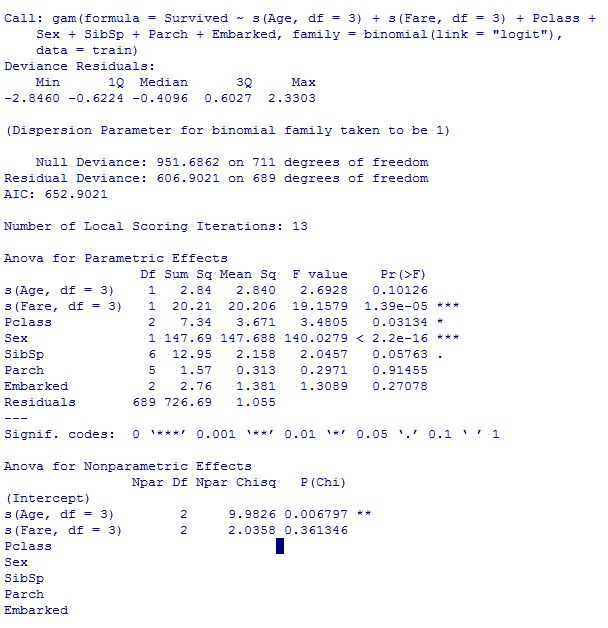 Call: gam(formula = Survived ~ s(Age, df = 3) + s(Fare, df = 3) + Pclass +
    Sex + SibSp + Parch + Embarked, family = binomial(link = "logit"),
    data = train)
Deviance Residuals:
    Min      1Q  Median      3Q     Max
-2.8460 -0.6224 -0.4096  0.6027  2.3303
(Dispersion Parameter for binomial family taken to be 1)
    Null Deviance: 951.6862 on 711 degrees of freedom
Residual Deviance: 606.9021 on 689 degrees of freedom
AIC: 652.9021
Number of Local Scoring Iterations: 13
Anova for Parametric Effects
                 Df Sum Sq Mean Sq  F value    Pr(>F)
s(Age, df = 3)    1   2.84   2.840   2.6928   0.10126
s(Fare, df = 3)   1  20.21  20.206  19.1579  1.39e-05 ***
Pclass            2   7.34   3.671   3.4805   0.03134 *
Sex               1 147.69 147.688 140.0279 < 2.2e-16 ***
SibSp             6  12.95   2.158   2.0457   0.05763 .
Parch             5   1.57   0.313   0.2971   0.91455
Embarked          2   2.76   1.381   1.3089   0.27078
Residuals       689 726.69   1.055
---
Signif. codes:  0 ‘***’ 0.001 ‘**’ 0.01 ‘*’ 0.05 ‘.’ 0.1 ‘ ’ 1
Anova for Nonparametric Effects
                Npar Df Npar Chisq   P(Chi)
(Intercept)
s(Age, df = 3)        2     9.9826 0.006797 **
s(Fare, df = 3)       2     2.0358 0.361346
Pclass
Sex
SibSp
Parch
Embarked